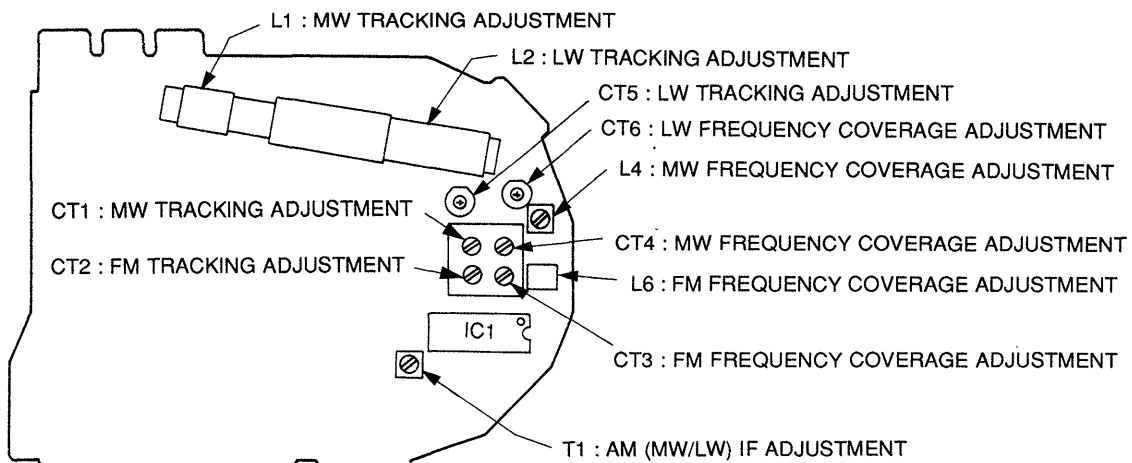 L1 : MW TRACKING ADJUSTMENT
L2 : LW TRACKING ADJUSTMENT
CT5 : LW TRACKING ADJUSTMENT
CT6 : LW FREQUENCY COVERAGE ADJUSTMENT
L4 : MW FREQUENCY COVERAGE ADJUSTMENT
CT1 : MW TRACKING ADJUSTMENT
CT4 : MW FREQUENCY COVERAGE ADJUSTMENT
CT2 : FM TRACKING ADJUSTMENT
L6 : FM FREQUENCY COVERAGE ADJUSTMENT
IC1
CT3 : FM FREQUENCY COVERAGE ADJUSTMENT
T1 : AM (MW/LW) IF ADJUSTMENT